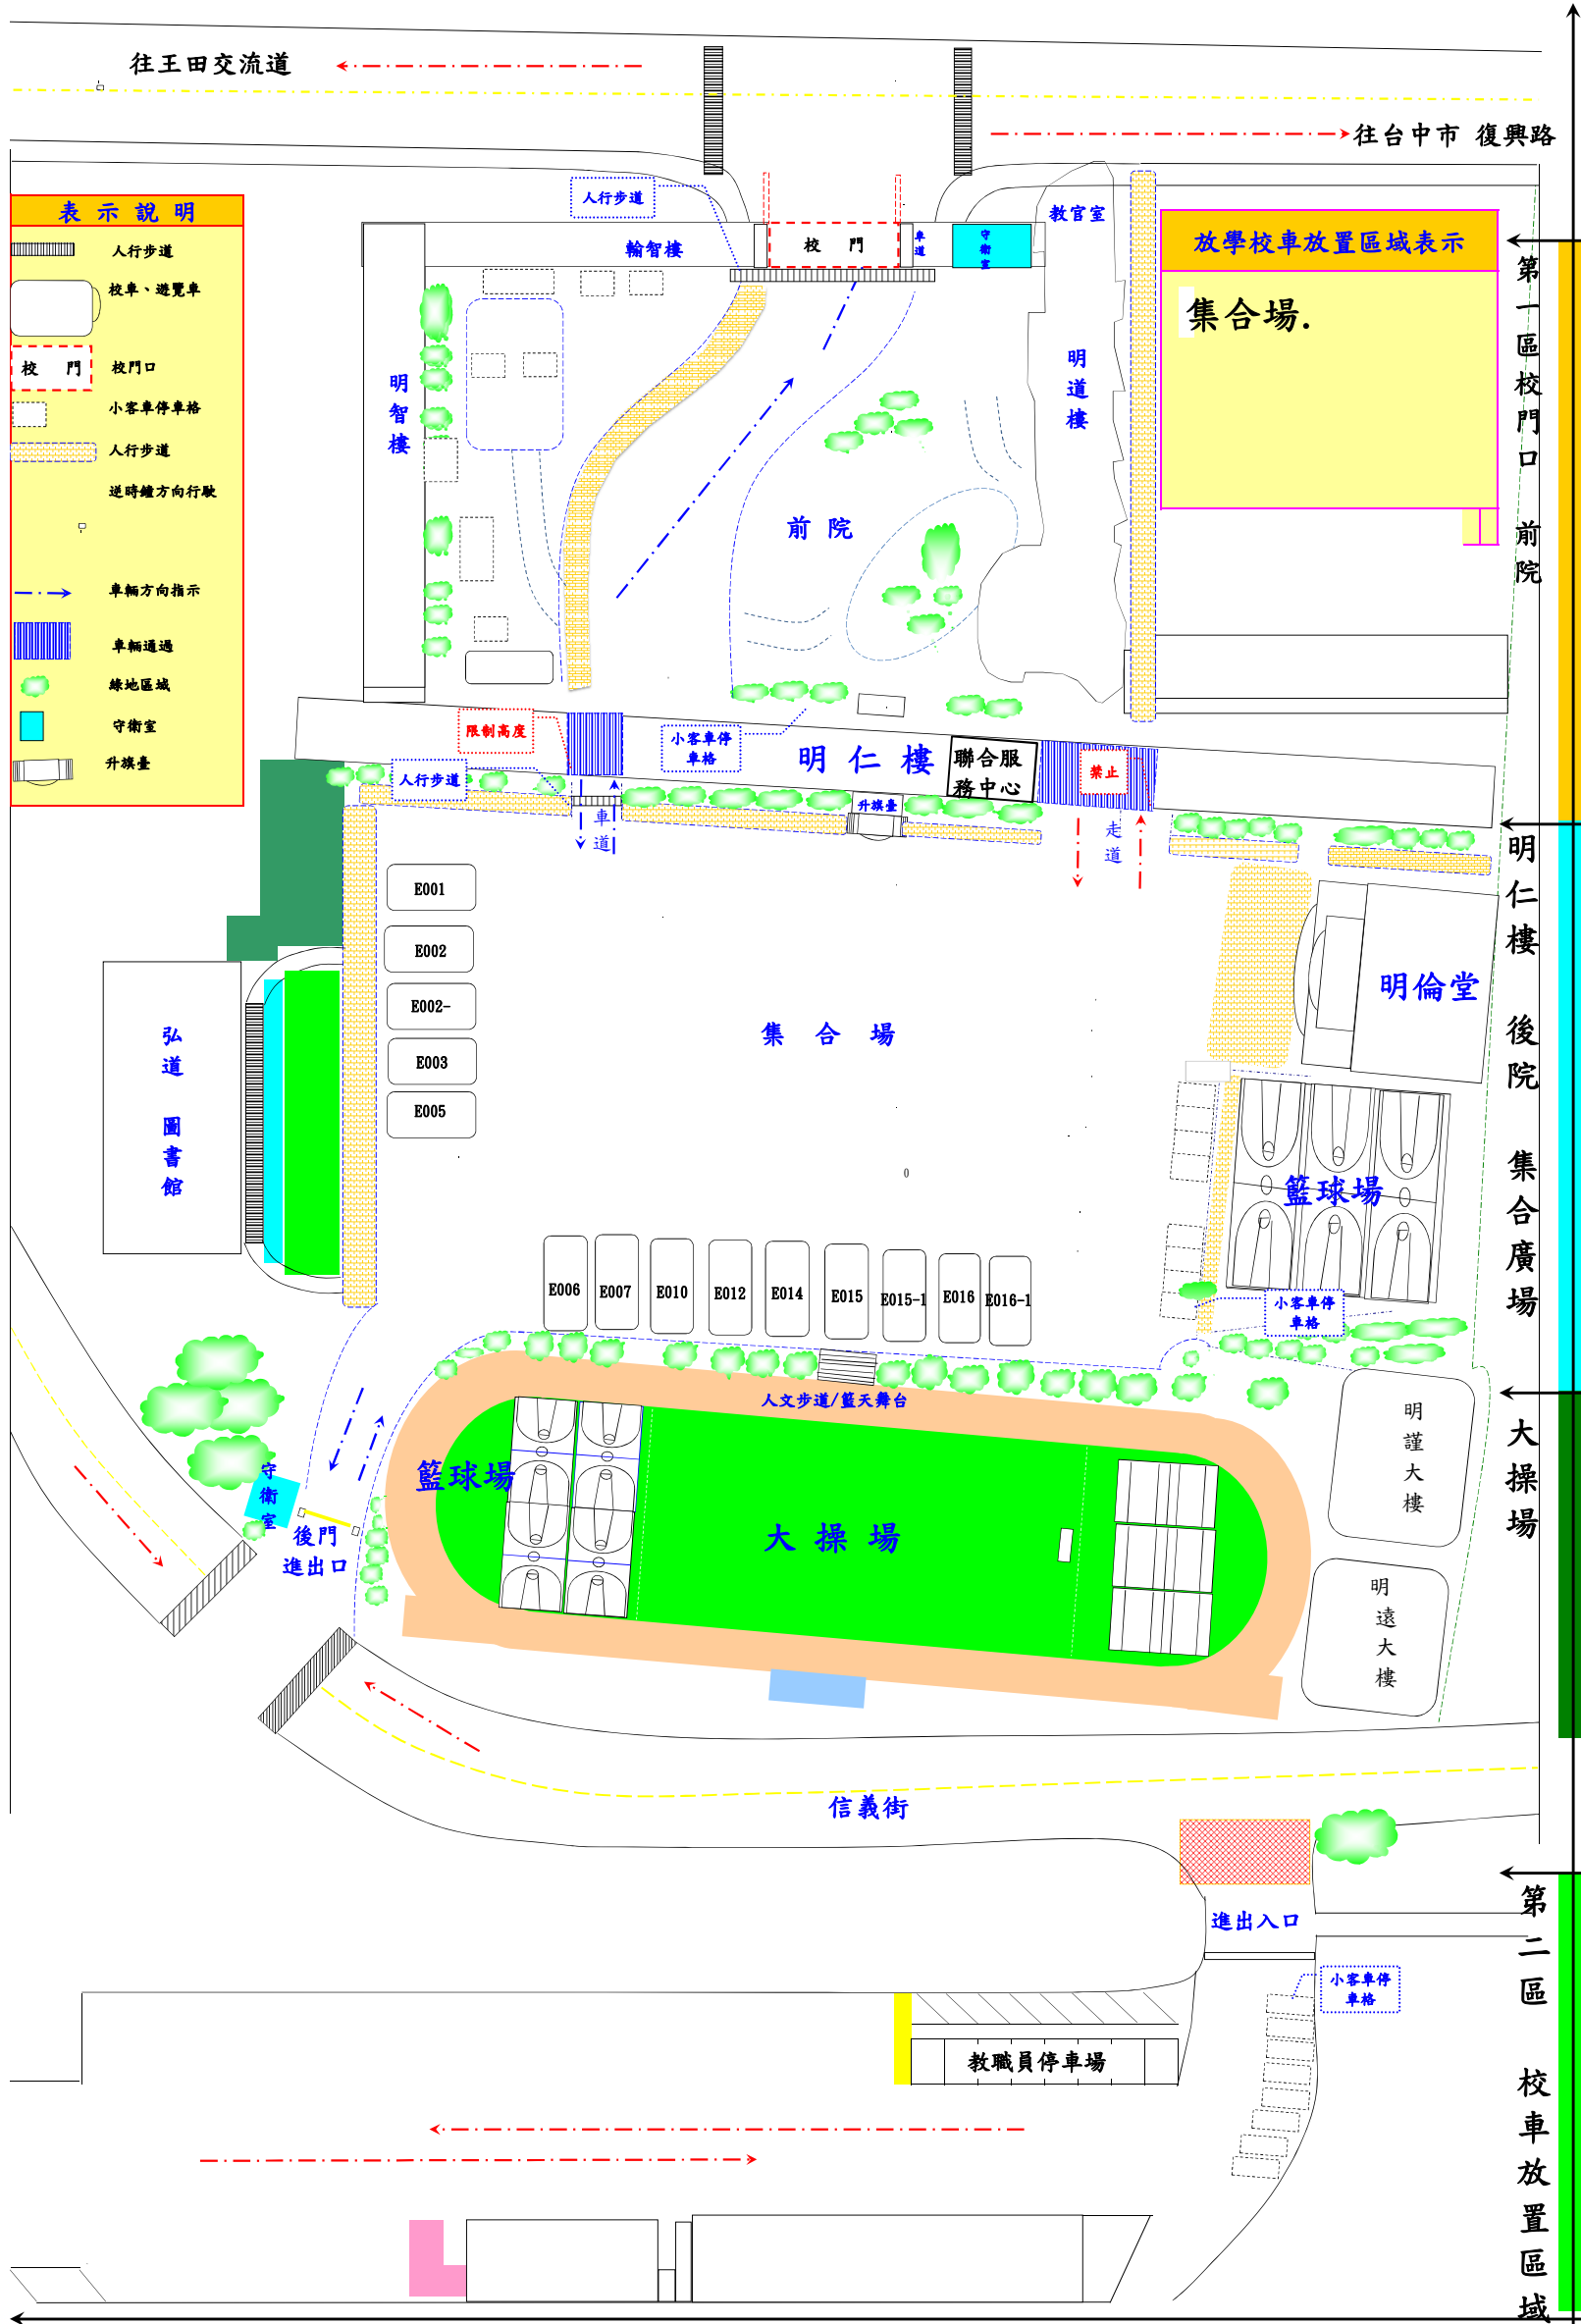 往王田交流道
往台中市 復興路
表示說明
人行步道
校車、遊覽車
校 門
校門口
小客車停車格
人行步道
逆時鐘方向行駛
車輛方向指示
車輛通過
綠地區域
守衛室
升旗臺
人行步道
翰智樓
校 門
車道
守衛室
教官室
放學校車放置區域表示
集合場.
明智樓
明道樓
前院
第一區校門口 前院
限制高度
小客車停
車格
明仁樓
聯合服
務中心
禁止
人行步道
升旗臺
車道
走道
明仁樓 後院 集合廣場
E001
E002
E002-
E003
E005
弘道 圖書館
集 合 場
0
明倫堂
籃球場
E006
E007
E010
E012
E014
E015
E015-1
E016
E016-1
小客車停
車格
人文步道/籃天舞台
籃球場
大操場
明謹大樓
明遠大樓
大操場
守衛室
後門
進出口
信義街
進出入口
小客車停
車格
教職員停車場
第二區 校車放置區域